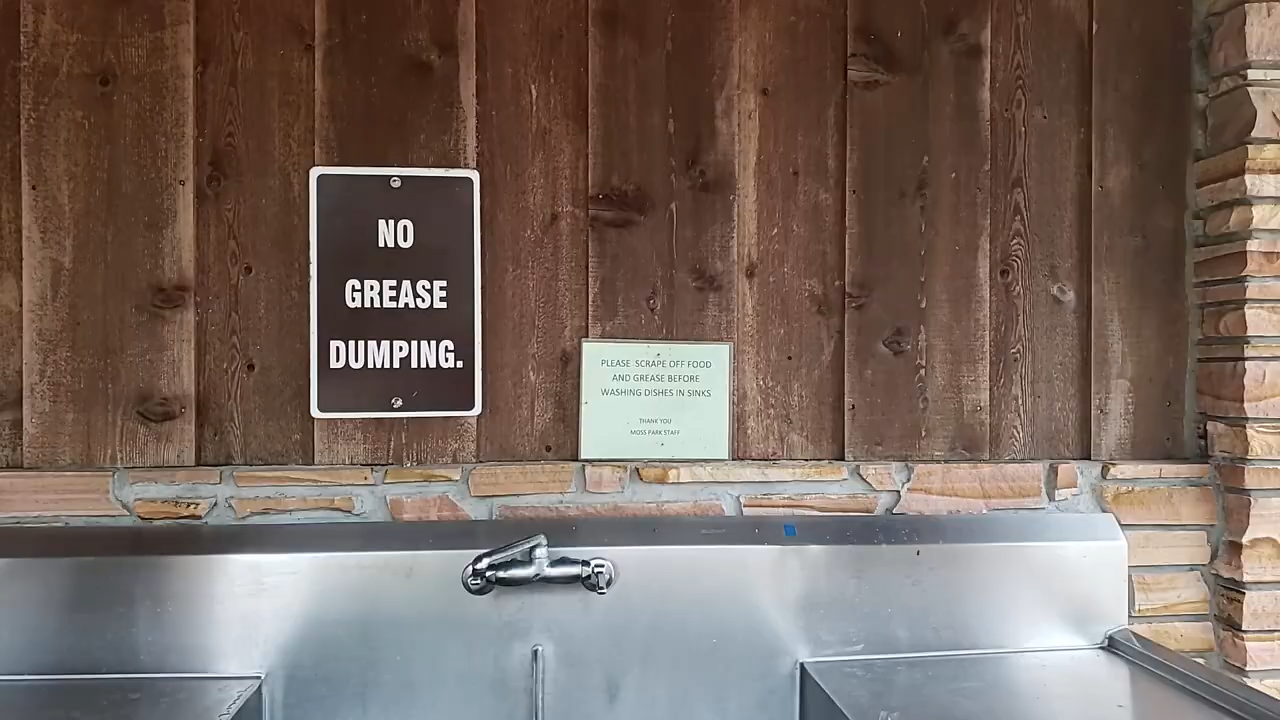 NO
GREASE
DUMPING.
PLEASE SCRAPE OFF FOOD
AND GREASE BEFORE
WASHING DISHES IN SINKS
THANK YOU
MOSS PARK STAFF